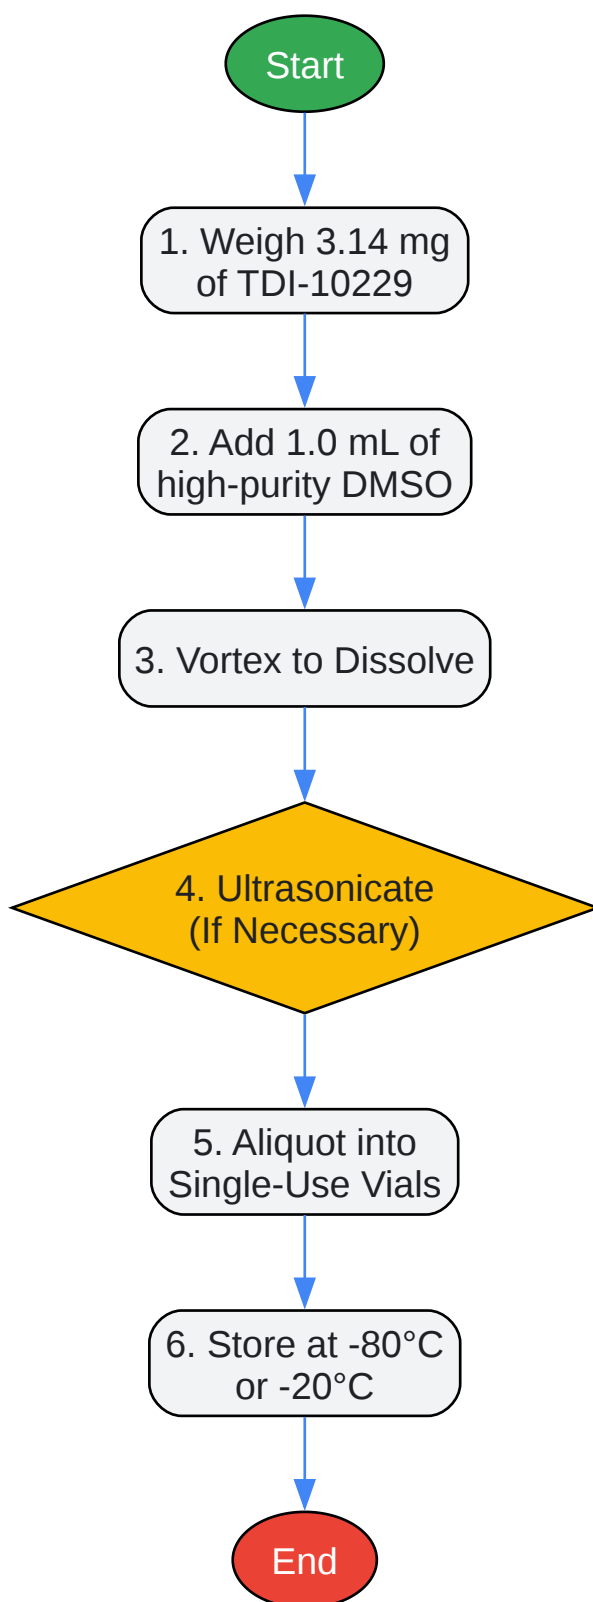 Start
1. Weigh 3.14 mg
of TDI-10229
2. Add 1.0 mL of
high-purity DMSO
3. Vortex to Dissolve
4. Ultrasonicate
(If Necessary)
5. Aliquot into
Single-Use Vials
6. Store at -80°C
or -20°C
End